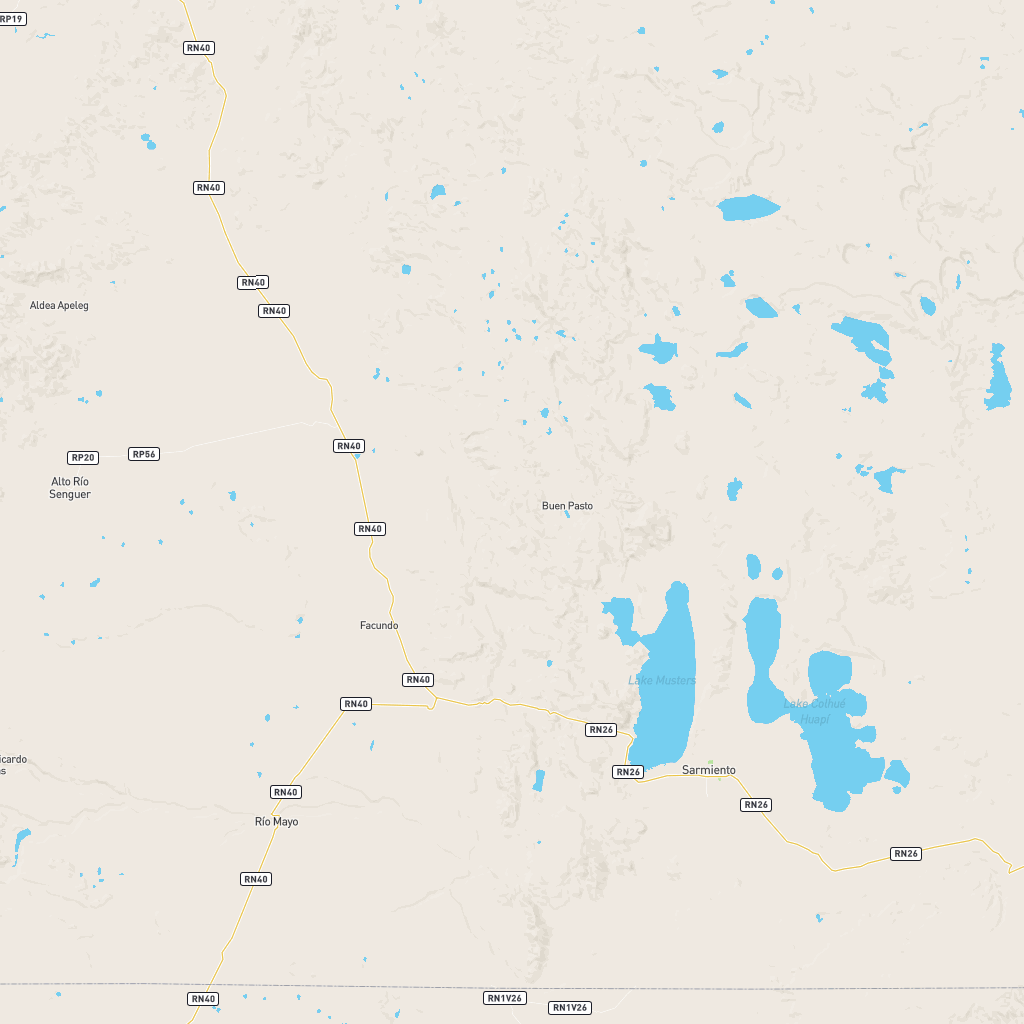 RP19
RN40
RN40
RN40
Aldea Apeleg
RN40
RN40
RP20
RP56
Alto Río
Senguer
Buen Pasto
RN40
Facundo
RN40
Lake Musters
RN40
Lake Colhué
Huapí
RN26
icardo
as
RN26
Sarmiento
RN40
RN26
Río Mayo
RN26
RN40
RN40
RN1V26
RN1V26